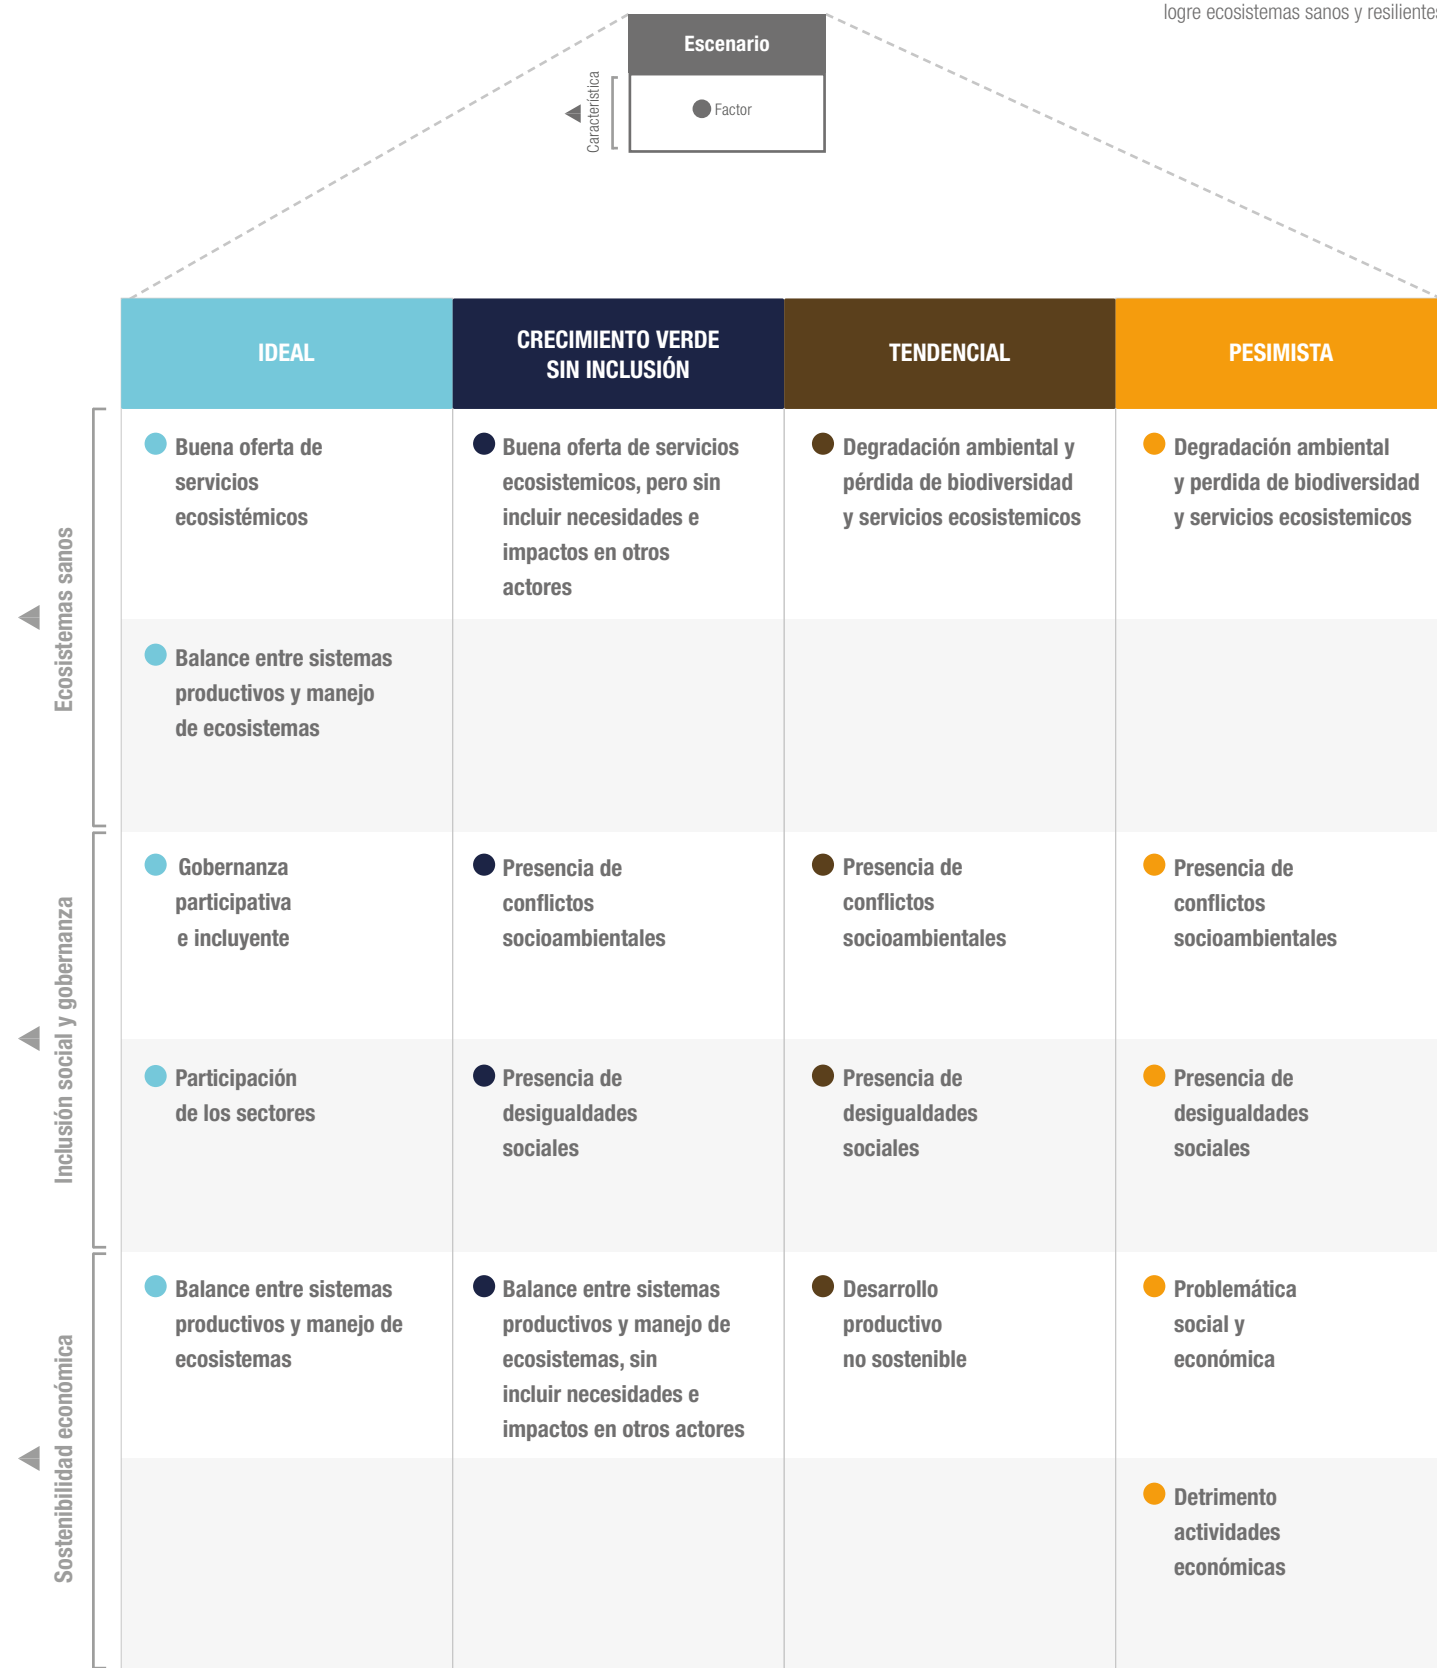 logre ecosistemas sanos y resilientes
Escenario
Característica
Factor
IDEAL
CRECIMIENTO VERDE
SIN INCLUSIÓN
TENDENCIAL
PESIMISTA
Ecosistemas sanos
Buena oferta de
servicios
ecosistémicos
Buena oferta de servicios
ecosistemicos, pero sin
incluir necesidades e
impactos en otros
actores
Degradación ambiental y
pérdida de biodiversidad
y servicios ecosistemicos
Degradación ambiental
y perdida de biodiversidad
y servicios ecosistemicos
Balance entre sistemas
productivos y manejo
de ecosistemas
Inclusión social y gobernanza
Gobernanza
participativa
e incluyente
Presencia de
conflictos
socioambientales
Presencia de
conflictos
socioambientales
Presencia de
conflictos
socioambientales
Participación
de los sectores
Presencia de
desigualdades
sociales
Presencia de
desigualdades
sociales
Presencia de
desigualdades
sociales
Sostenibilidad económica
Balance entre sistemas
productivos y manejo de
ecosistemas
Balance entre sistemas
productivos y manejo de
ecosistemas, sin
incluir necesidades e
impactos en otros actores
Desarrollo
productivo
no sostenible
Problemática
social y
económica
Detrimento
actividades
económicas